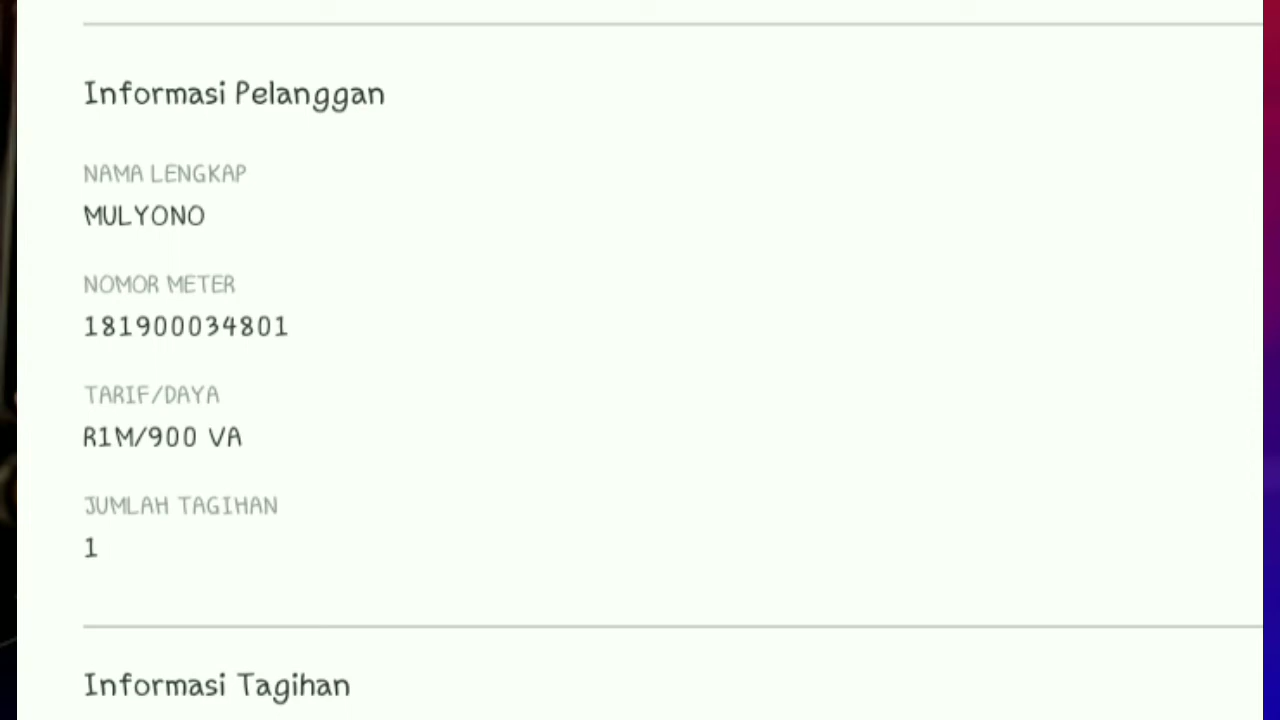 Informasi Pelanggan
NAMA LENGKAP
MULYONO
NOMOR METER
181900034801
TARIF/DAYA
R1M/900 VA
JUMLAH TAGIHAN
1
Informasi Tagihan